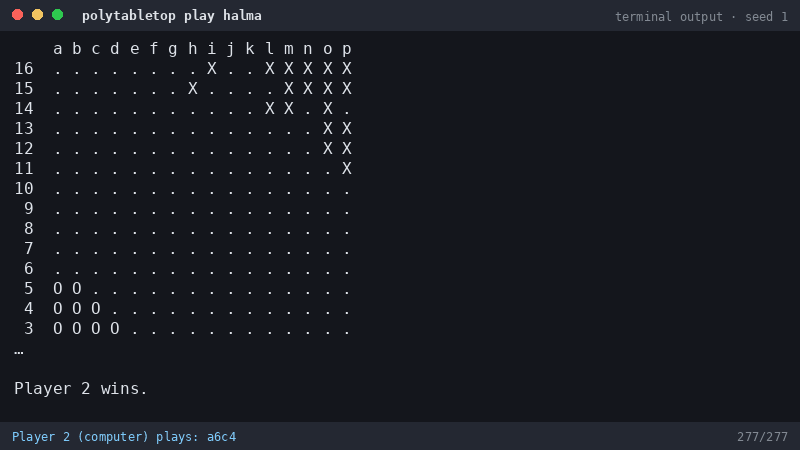 polytabletop play halma
terminal output · seed 1
a b c d e f g h i j k l m n o p
16 . . . . . . . . X . . X X X X X
15 . . . . . . . X . . . . X X X X
14 . . . . . . . . . . . X X . X .
13 . . . . . . . . . . . . . . X X
12 . . . . . . . . . . . . . . X X
11 . . . . . . . . . . . . . . . X
10 . . . . . . . . . . . . . . . .
9 . . . . . . . . . . . . . . . .
8 . . . . . . . . . . . . . . . .
7 . . . . . . . . . . . . . . . .
6 . . . . . . . . . . . . . . . .
5 O O . . . . . . . . . . . . . .
4 O O O . . . . . . . . . . . . .
3 O O O O . . . . . . . . . . . .
…
Player 2 wins.
Player 2 (computer) plays: a6c4
277/277